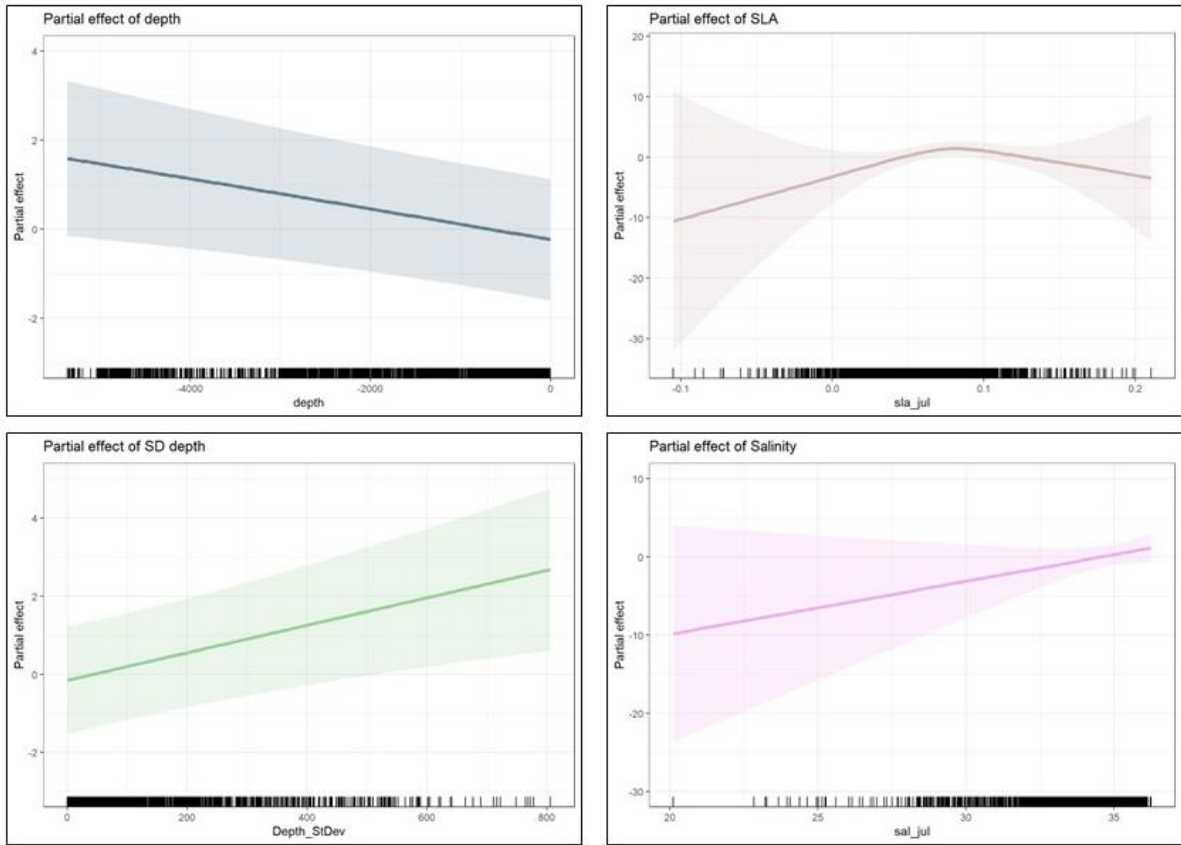 Partial effect of depth
4
2
0
-2
Partial effect
-4000
-2000
0
depth
Partial effect of SLA
20
10
0
-10
-20
-30
Partial effect
-0.1
0.0
0.1
0.2
sla_jul
Partial effect of SD depth
4
2
0
-2
Partial effect
0
200
400
600
800
Depth_StDev
Partial effect of Salinity
10
0
-10
-20
-30
Partial effect
20
25
30
35
sal_jul